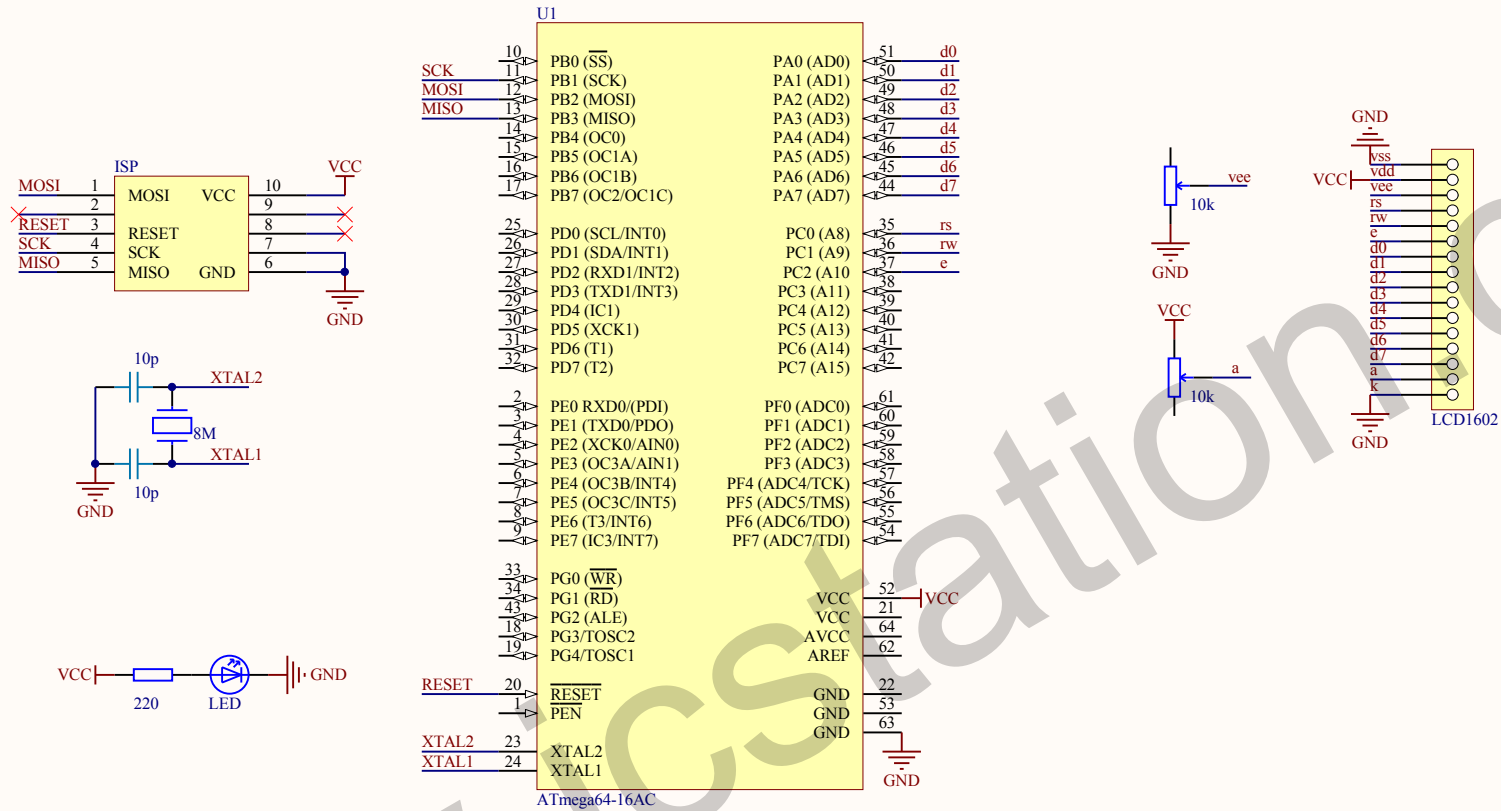 U1
10 PB0 (SS) PA0 (AD0) 51 d0
SCK 11 PB1 (SCK) PA1 (AD1) 50 d1
MOSI 12 PB2 (MOSI) PA2 (AD2) 49 d2
MISO 13 PB3 (MISO) PA3 (AD3) 48 d3
14 PB4 (OC0) PA4 (AD4) 47 d4
15 PB5 (OC1A) PA5 (AD5) 46 d5
16 PB6 (OC1B) PA6 (AD6) 45 d6
17 PB7 (OC2/OC1C) PA7 (AD7) 44 d7
25 PD0 (SCL/INT0) PC0 (A8) 35 rs
26 PD1 (SDA/INT1) PC1 (A9) 36 rw
27 PD2 (RXD1/INT2) PC2 (A10 37 e
28 PD3 (TXD1/INT3) PC3 (A11) 38
29 PD4 (IC1) PC4 (A12) 39
30 PD5 (XCK1) PC5 (A13) 40
31 PD6 (T1) PC6 (A14) 41
32 PD7 (T2) PC7 (A15) 42
2 PE0 RXD0/(PDI) PF0 (ADC0) 61
3 PE1 (TXD0/PDO) PF1 (ADC1) 60
4 PE2 (XCK0/AIN0) PF2 (ADC2) 59
5 PE3 (OC3A/AIN1) PF3 (ADC3) 58
6 PE4 (OC3B/INT4) PF4 (ADC4/TCK) 57
7 PE5 (OC3C/INT5) PF5 (ADC5/TMS) 56
8 PE6 (T3/INT6) PF6 (ADC6/TDO) 55
9 PE7 (IC3/INT7) PF7 (ADC7/TDI) 54
33 PG0 (WR)
34 PG1 (RD) VCC 52 VCC
43 PG2 (ALE) VCC 21
18 PG3/TOSC2 AVCC 64
19 PG4/TOSC1 AREF 62
RESET 20 RESET GND 22
1 PEN GND 53
GND 63
XTAL2 23 XTAL2
XTAL1 24 XTAL1
GND
ATmega64-16AC
ISP
VCC
MOSI 1 MOSI VCC 10
2 9
RESET 3 RESET 8
SCK 4 SCK 7
MISO 5 MISO GND 6
GND
10p
XTAL2
8M
XTAL1
10p
GND
VCC GND
220 LED
vee
10k
GND
VCC
a
10k
GND
vss
VCC vdd
vee
rs
rw
e
d0
d1
d2
d3
d4
d5
d6
d7
a
k
GND
LCD1602
icstation.c